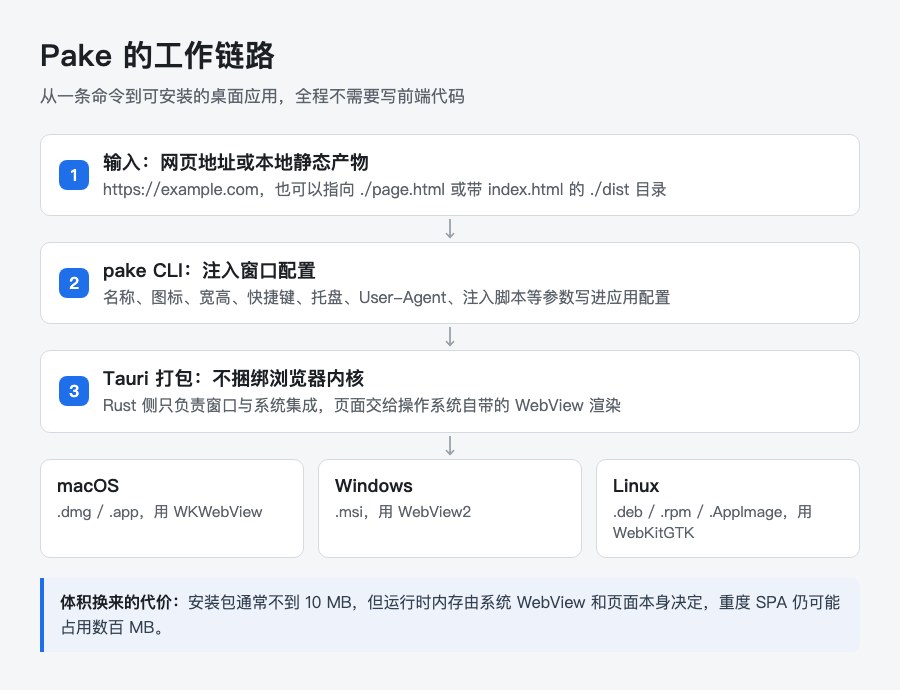 Pake 的工作链路
从一条命令到可安装的桌面应用，全程不需要写前端代码
1
输入：网页地址或本地静态产物
https://example.com，也可以指向 ./page.html 或带 index.html 的 ./dist 目录
↓
2
pake CLI：注入窗口配置
名称、图标、宽高、快捷键、托盘、User-Agent、注入脚本等参数写进应用配置
↓
3
Tauri 打包：不捆绑浏览器内核
Rust 侧只负责窗口与系统集成，页面交给操作系统自带的 WebView 渲染
↓
macOS
.dmg / .app，用 WKWebView
Windows
.msi，用 WebView2
Linux
.deb / .rpm / .AppImage，用
WebKitGTK
体积换来的代价：安装包通常不到 10 MB，但运行时内存由系统 WebView 和页面本身决定，重度 SPA 仍可能
占用数百 MB。